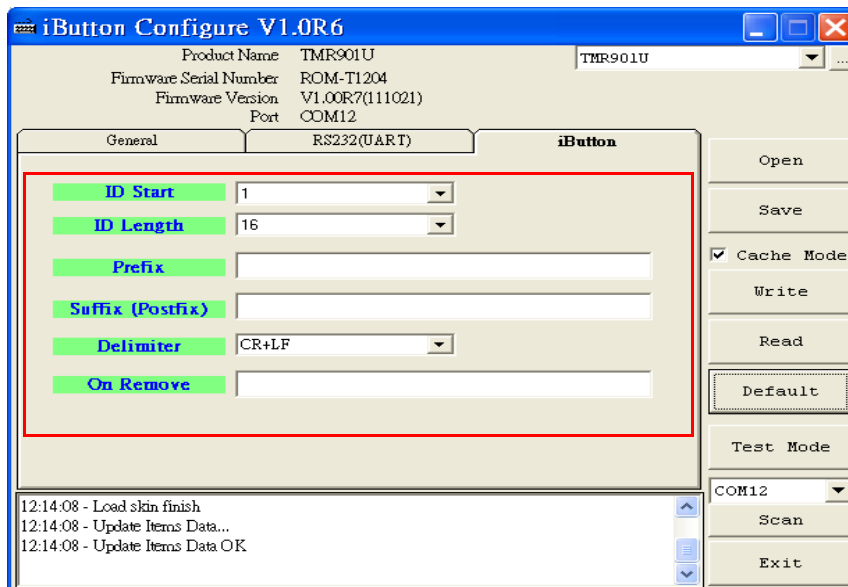 iButton Configure V1.0R6
Product Name TMR901U
TMR901U
...
Firmware Serial Number ROM-T1204
Firmware Version V1.00R7(111021)
Port COM12
General RS232(UART) iButton
ID Start 1
ID Length 16
Prefix
Suffix (Postfix)
Delimiter CR+LF
On Remove
Open
Save
Cache Mode
Write
Read
Default
Test Mode
COM12
Scan
Exit
12:14:08 - Load skin finish
12:14:08 - Update Items Data...
12:14:08 - Update Items Data OK